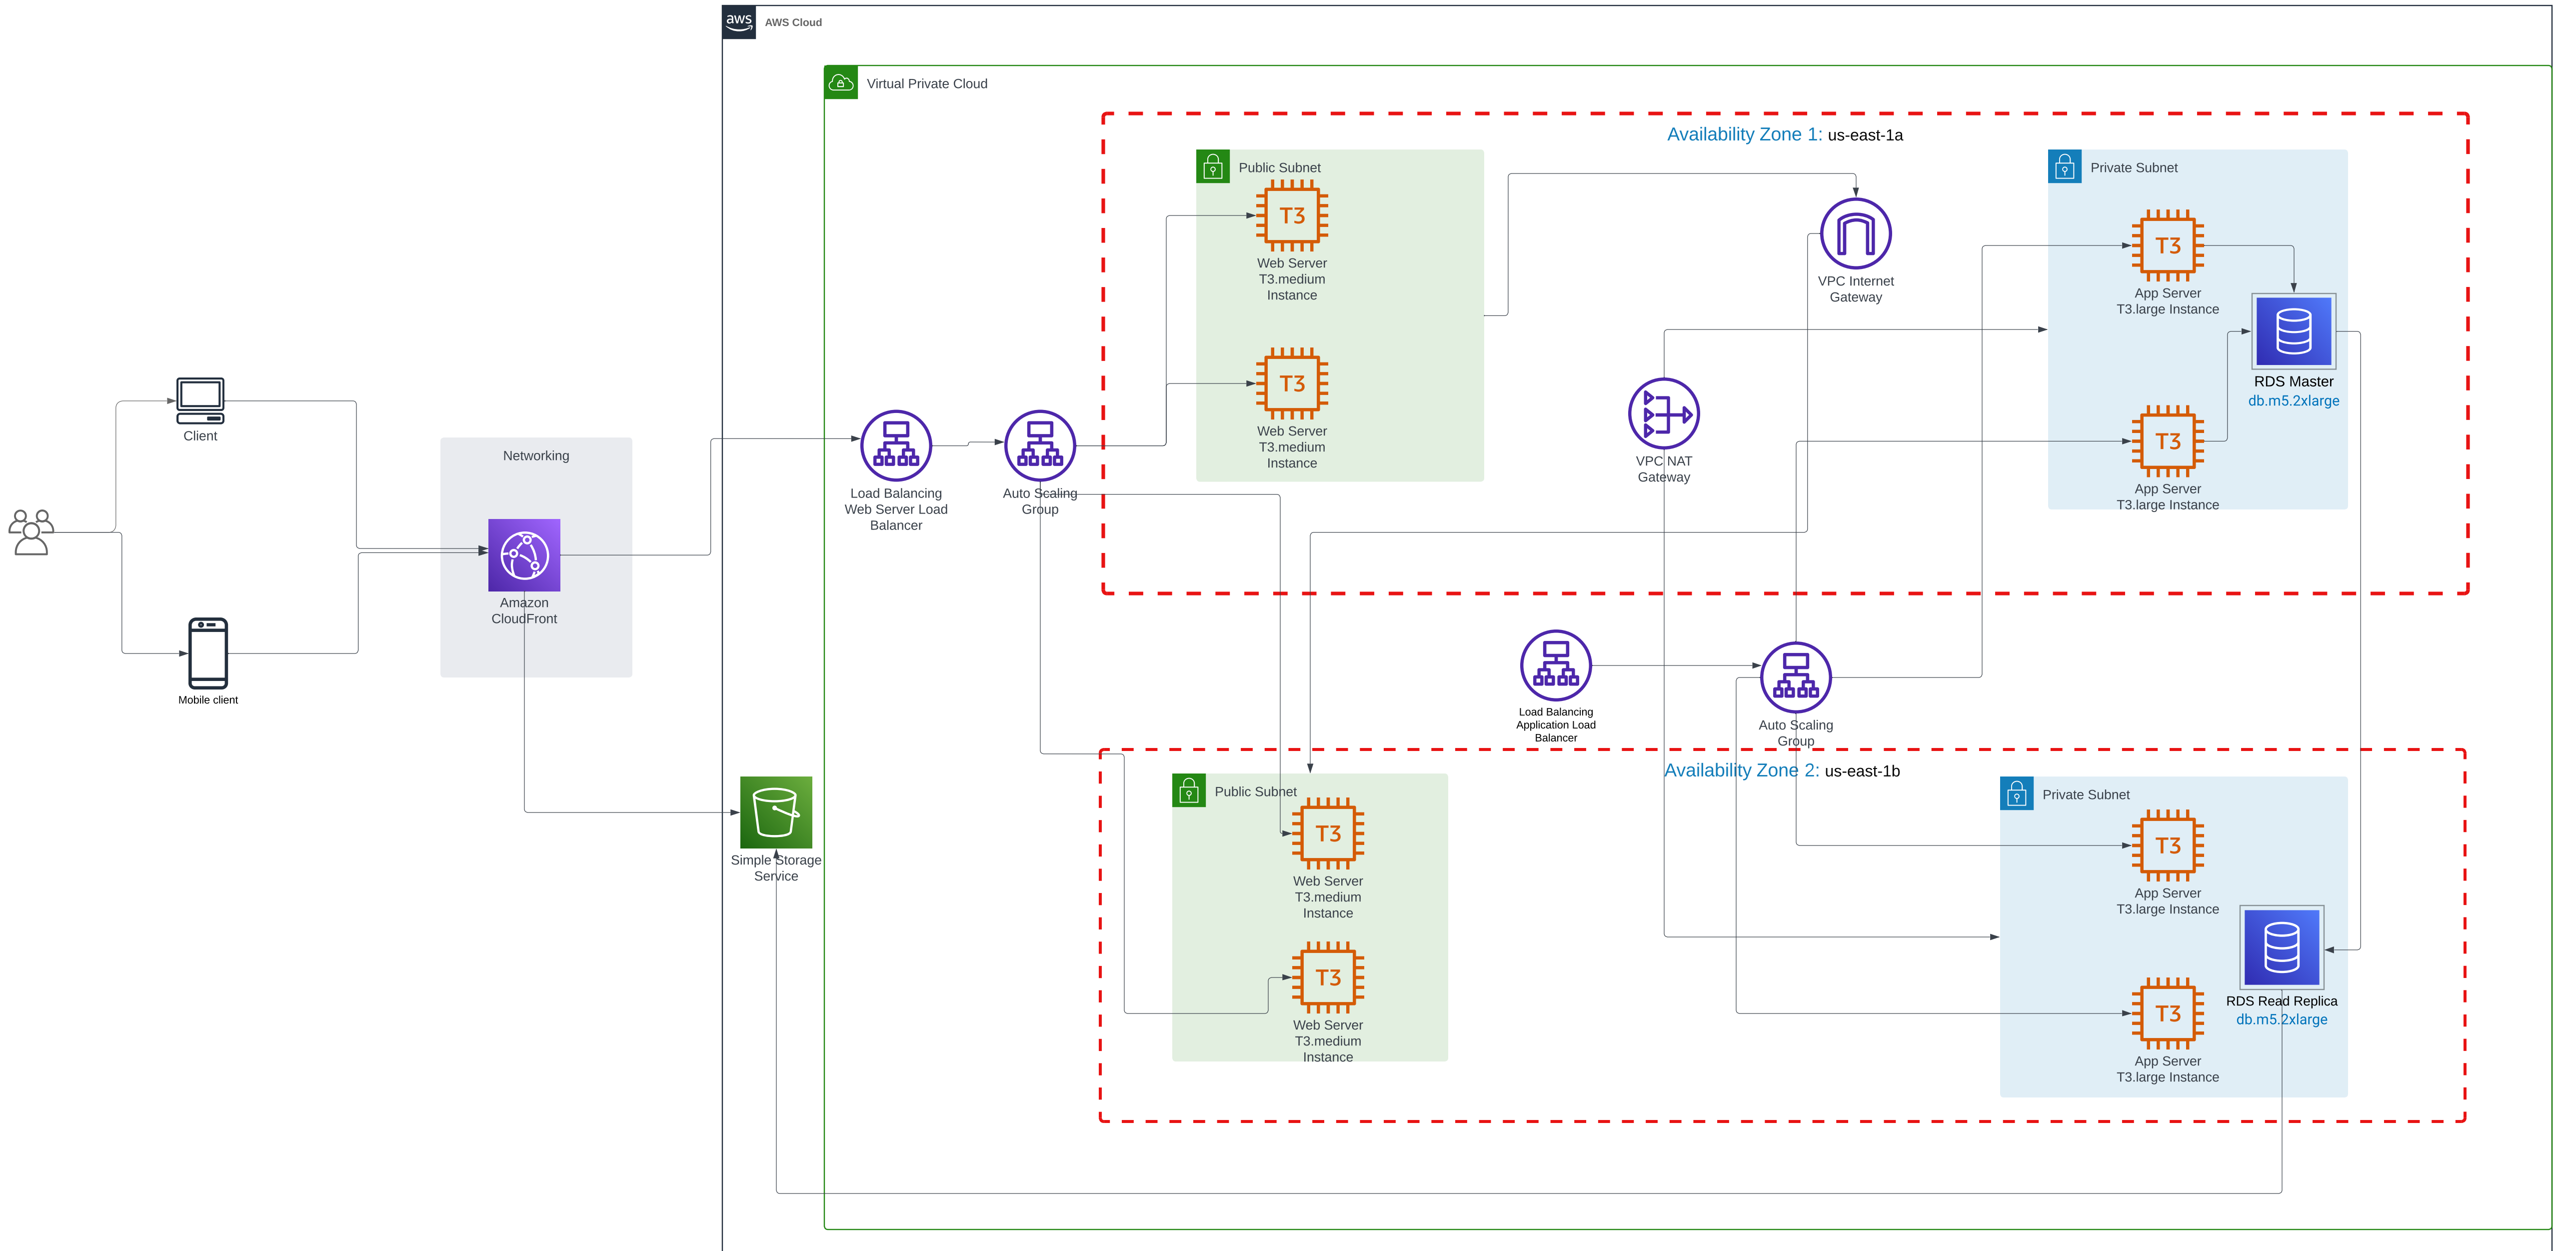 aws
AWS Cloud
Virtual Private Cloud
Availability Zone 1: us-east-1a
Public Subnet
T3
Web Server
T3.medium
Instance
T3
Web Server
T3.medium
Instance
VPC Internet
Gateway
VPC NAT
Gateway
Private Subnet
T3
App Server
T3.large Instance
RDS Master
db.m5.2xlarge
T3
App Server
T3.large Instance
Client
Mobile client
Networking
Amazon
CloudFront
Load Balancing
Web Server Load
Balancer
Auto Scaling
Group
Load Balancing
Application Load
Balancer
Auto Scaling
Group
Simple Storage
Service
Availability Zone 2: us-east-1b
Public Subnet
T3
Web Server
T3.medium
Instance
T3
Web Server
T3.medium
Instance
Private Subnet
T3
App Server
T3.large Instance
RDS Read Replica
db.m5.2xlarge
T3
App Server
T3.large Instance